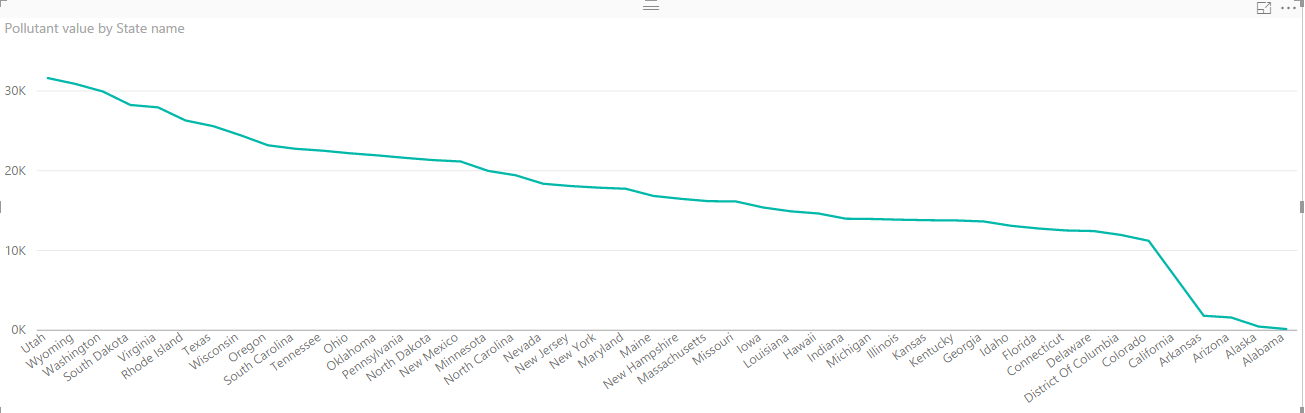 Pollutant value by State name
30K
20K
10K
0K
Utah
Wyoming
Washington
South Dakota
Virginia
Rhode Island
Texas
Wisconsin
Oregon
South Carolina
Tennessee
Ohio
Oklahoma
Pennsylvania
North Dakota
New Mexico
Minnesota
North Carolina
Nevada
New Jersey
New York
Maryland
Maine
New Hampshire
Massachusetts
Missouri
Iowa
Louisiana
Hawaii
Indiana
Michigan
Illinois
Kansas
Kentucky
Georgia
Idaho
Florida
Connecticut
Delaware
District Of Columbia
Colorado
California
Arkansas
Arizona
Alaska
Alabama